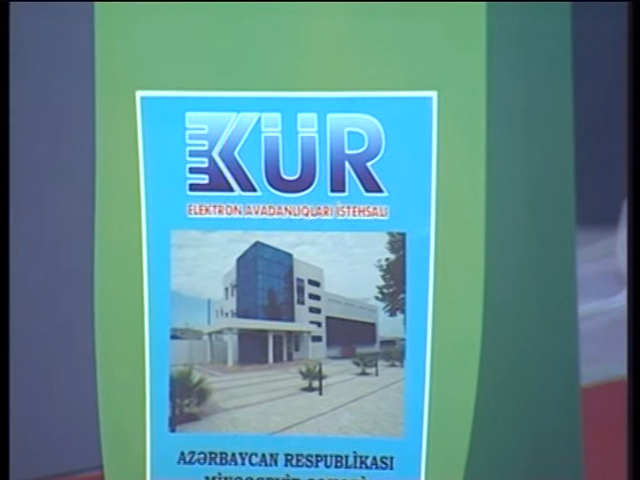 KÜR
ELEKTRON AVADANLIQLARI İSTEHSALI
AZƏRBAYCAN RESPUBLİKASI